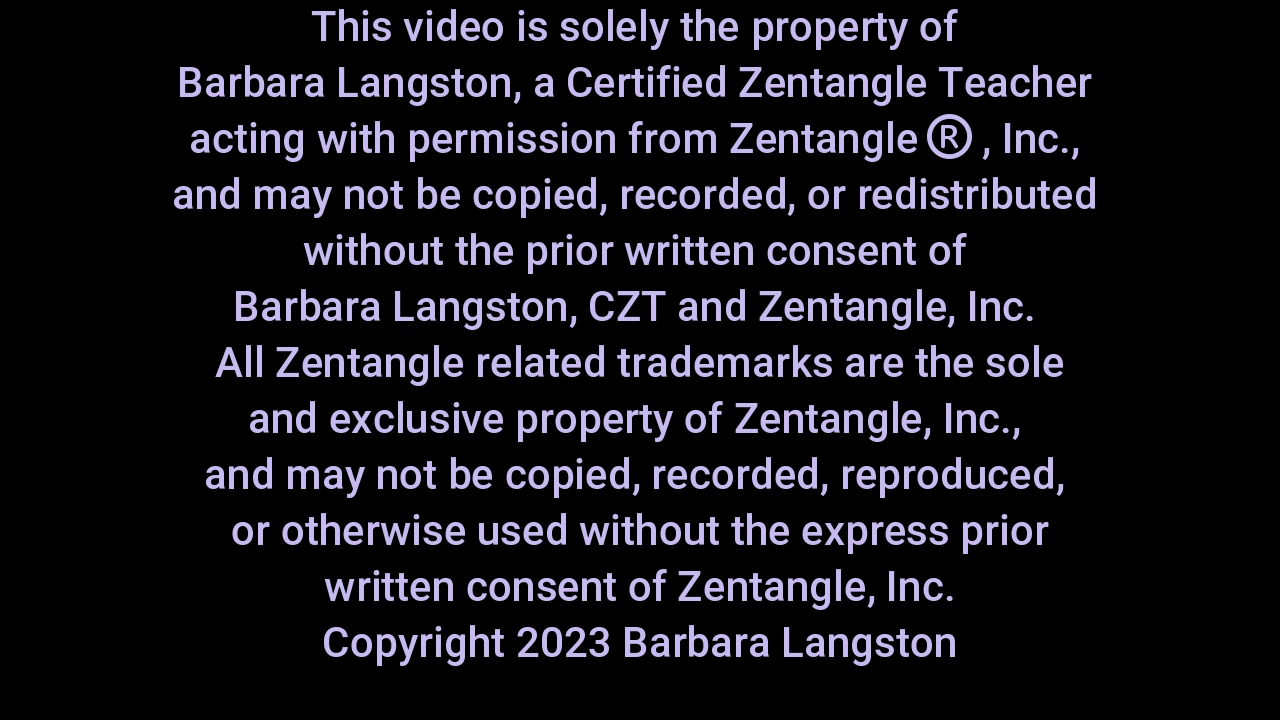 This video is solely the property of
Barbara Langston, a Certified Zentangle Teacher
acting with permission from Zentangle ® , Inc.,
and may not be copied, recorded, or redistributed
without the prior written consent of
Barbara Langston, CZT and Zentangle, Inc.
All Zentangle related trademarks are the sole
and exclusive property of Zentangle, Inc.,
and may not be copied, recorded, reproduced,
or otherwise used without the express prior
written consent of Zentangle, Inc.
Copyright 2023 Barbara Langston